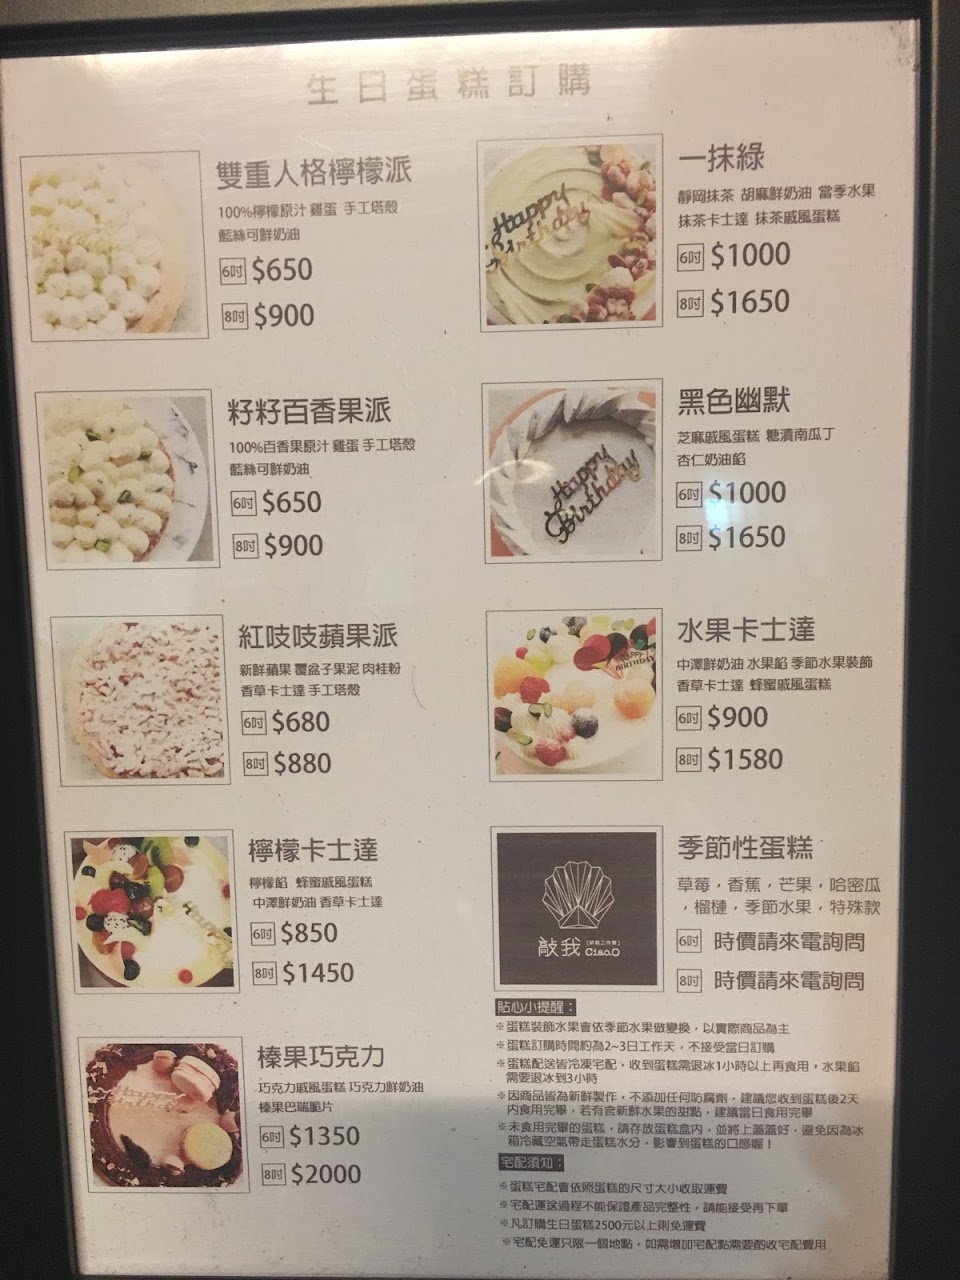 生日蛋糕訂購
雙重人格檸檬派
100%檸檬原汁 雞蛋 手工塔殼
藍絲可鮮奶油
6吋 $650
8吋 $900
籽籽百香果派
100%百香果原汁 雞蛋 手工塔殼
藍絲可鮮奶油
6吋 $650
8吋 $900
紅吱吱蘋果派
新鮮蘋果 覆盆子果泥 肉桂粉
香草卡士達 手工塔殼
6吋 $680
8吋 $880
檸檬卡士達
檸檬餡 蜂蜜戚風蛋糕
中澤鮮奶油 香草卡士達
6吋 $850
8吋 $1450
榛果巧克力
巧克力戚風蛋糕 巧克力鮮奶油
榛果巴瑞脆片
6吋 $1350
8吋 $2000
Happy
Birthday
一抹綠
靜岡抹茶 胡麻鮮奶油 當季水果
抹茶卡士達 抹茶戚風蛋糕
6吋 $1000
8吋 $1650
Happy
Birthday
黑色幽默
芝麻戚風蛋糕 糖漬南瓜丁
杏仁奶油餡
6吋 $1000
8吋 $1650
HAPPY
BIRTHDAY
水果卡士達
中澤鮮奶油 水果餡 季節水果裝飾
香草卡士達 蜂蜜戚風蛋糕
6吋 $900
8吋 $1580
敲我 Ciao.O
季節性蛋糕
草莓，香蕉，芒果，哈密瓜
，榴槤，季節水果，特殊款
6吋 時價請來電詢問
8吋 時價請來電詢問
貼心小提醒：
※蛋糕裝飾水果會依季節水果做變換，以實際商品為主
※蛋糕訂購時間約為2~3日工作天，不接受當日訂購
※蛋糕配送皆冷凍宅配，收到蛋糕需退冰1小時以上再食用，水果餡
需要退冰到3小時
※因商品皆為新鮮製作，不添加任何防腐劑，建議您收到蛋糕後2天
內食用完畢，若有含新鮮水果的甜點，建議當日食用完畢
※未食用完畢的蛋糕，請存放蛋糕盒內，並將上蓋蓋好，避免因為冰
箱冷藏空氣帶走蛋糕水分，影響到蛋糕的口感喔！
宅配須知：
※蛋糕宅配會依照蛋糕的尺寸大小收取運費
※宅配運送過程不能保證產品完整性，請能接受再下單
※凡訂購生日蛋糕2500元以上則免運費
※宅配免運只限一個地點，如需增加宅配點需要酌收宅配費用